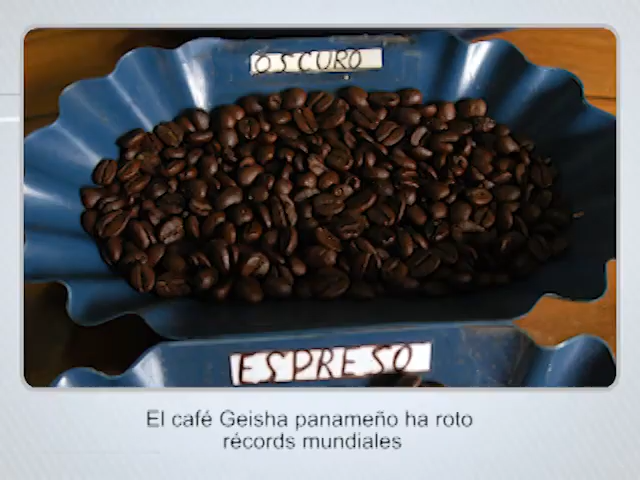 OSCURO
ESPRESO
El café Geisha panameño ha roto
récords mundiales